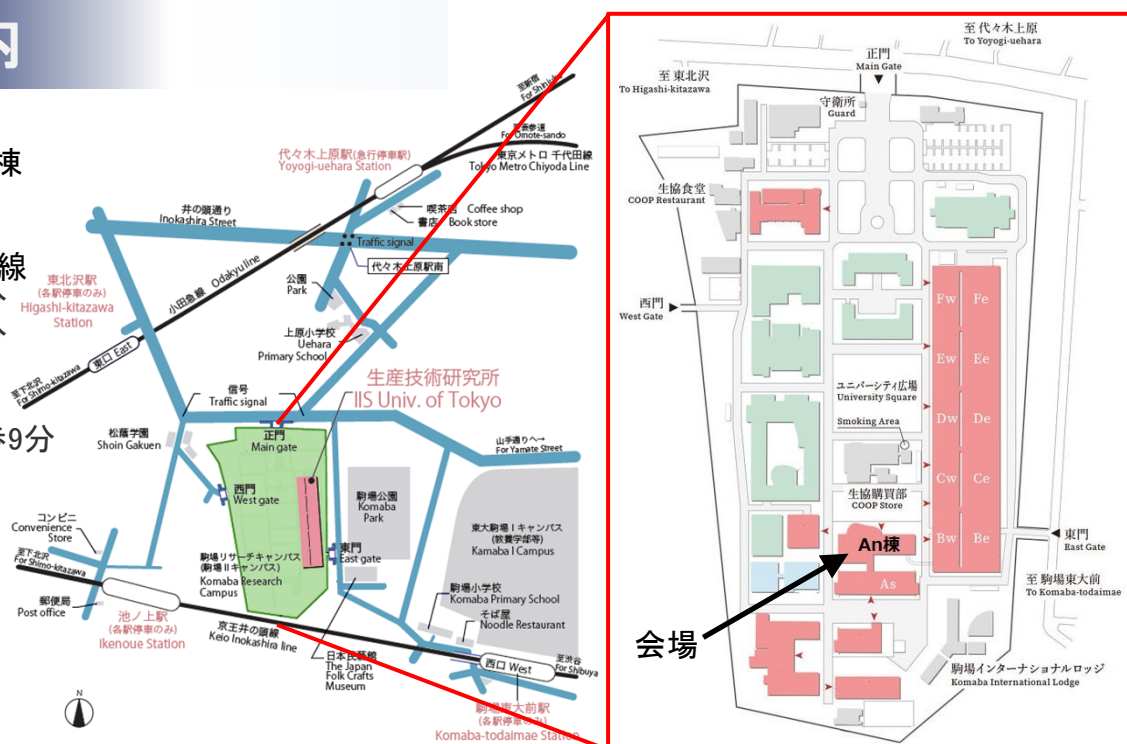 内
棟
線
へ
へ
歩9分
至新宿
For Shinjuku
至表参道
For Omote-sando
東京メトロ 千代田線
Tokyo Metro Chiyoda Line
代々木上原駅(急行停車駅)
Yoyogi-uehara Station
喫茶店 Coffee shop
書店 Book store
井の頭通り
Inokashira Street
Traffic signal
代々木上原駅南
小田急線 Odakyu line
東北沢駅
(各駅停車のみ)
Higashi-kitazawa
Station
公園
Park
上原小学校
Uehara
Primary School
東口 East
至下北沢
For Shimo-kitazawa
生産技術研究所
IIS Univ. of Tokyo
信号
Traffic signal
松蔭学園
Shoin Gakuen
正門
Main gate
山手通りへ→
For Yamate Street
西門
West gate
駒場公園
Komaba
Park
東大駒場Ⅰキャンパス
(教養学部等)
Kamaba I Campus
コンビニ
Convenience
Store
至下北沢
For Shimo-kitazawa
東門
East gate
駒場リサーチキャンパス
(駒場Ⅱキャンパス)
Komaba Research
Campus
郵便局
Post office
池ノ上駅
(各駅停車のみ)
Ikenoue Station
京王井の頭線
Keio Inokashira line
駒場小学校
Komaba Primary School
そば屋
Noodle Restaurant
日本民藝館
The Japan
Folk Crafts
Museum
西口 West
至渋谷
For Shibuya
駒場東大前駅
(各駅停車のみ)
Komaba-todaimae Station
N
至 代々木上原
To Yoyogi-uehara
正門
Main Gate
至 東北沢
To Higashi-kitazawa
守衛所
Guard
生協食堂
COOP Restaurant
西門
West Gate
Fw Fe
Ew Ee
ユニバーシティ広場
University Square
Dw De
Smoking Area
Cw Ce
生協購買部
COOP Store
An棟
Bw Be
東門
East Gate
As
至 駒場東大前
To Komaba-todaimae
会場
駒場インターナショナルロッジ
Komaba International Lodge